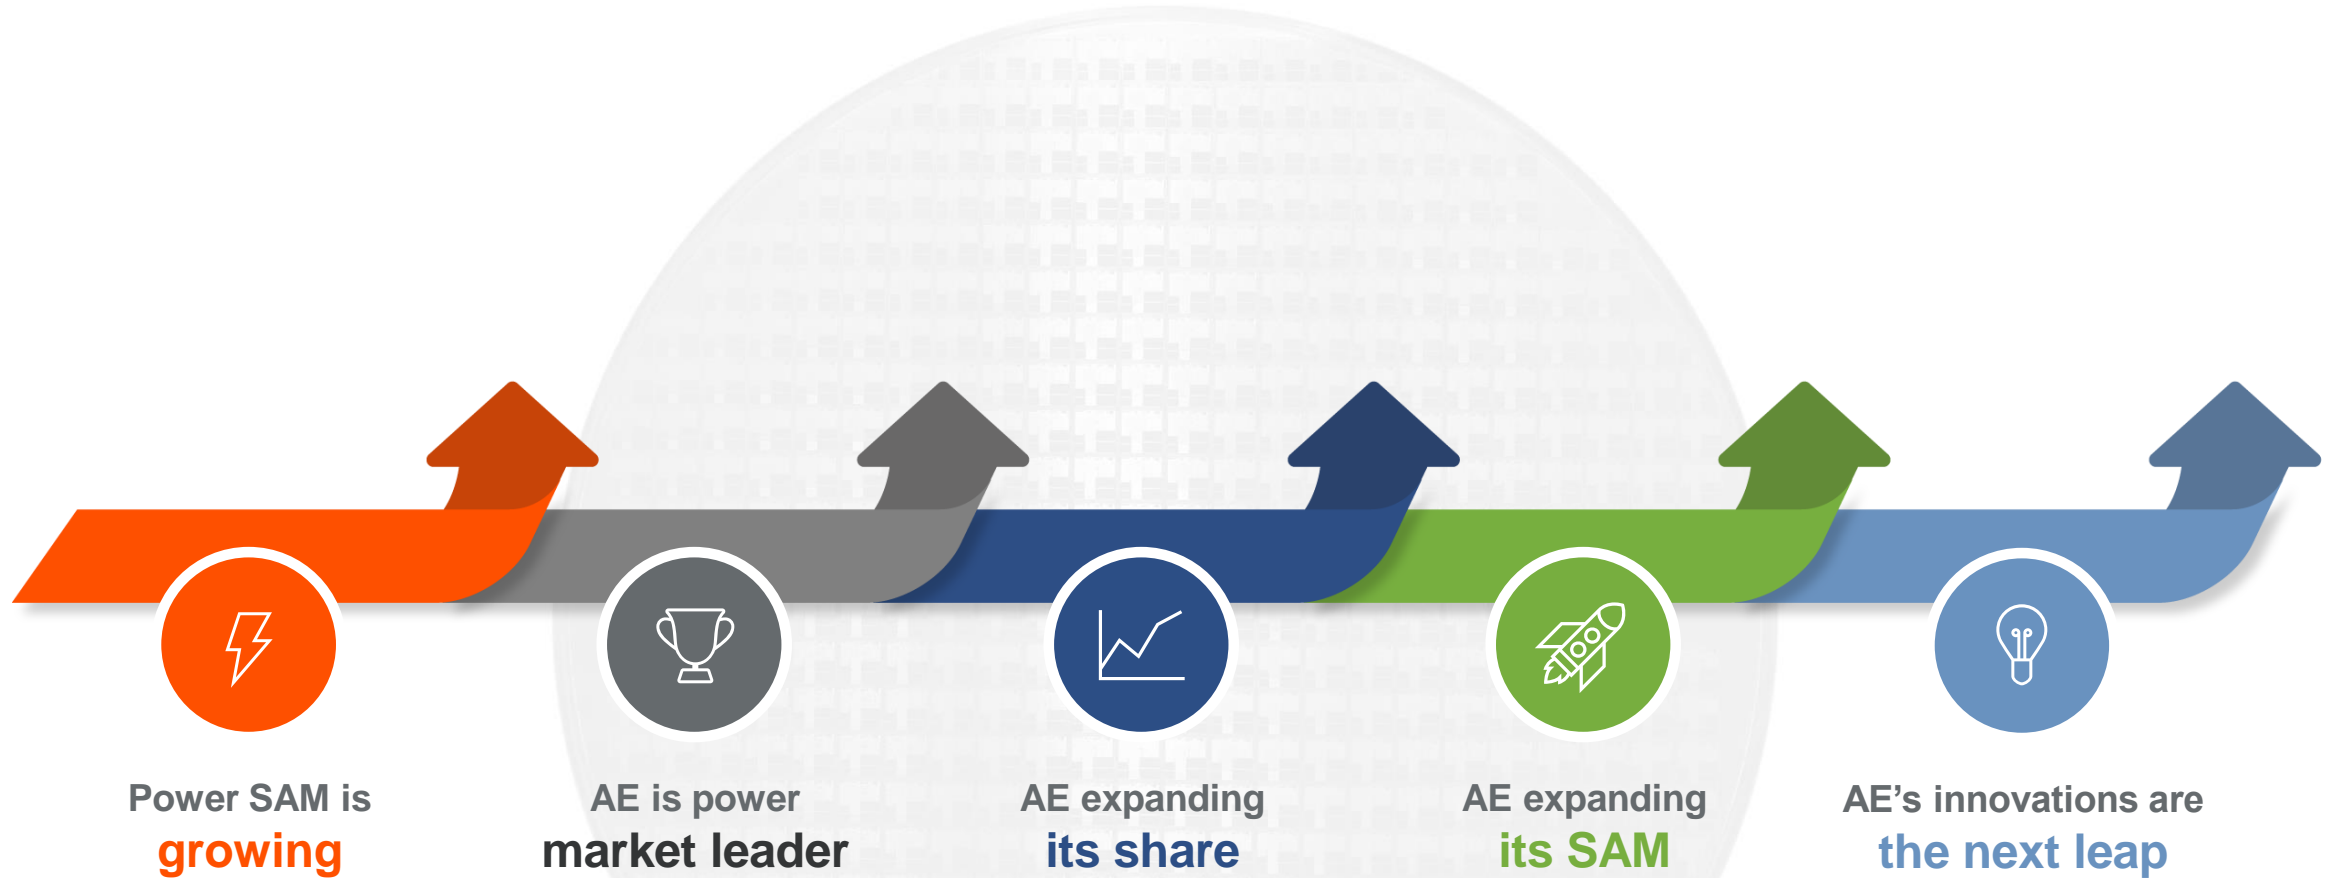 Power SAM is
growing
AE is power
market leader
AE expanding
its share
AE expanding
its SAM
AE’s innovations are
the next leap